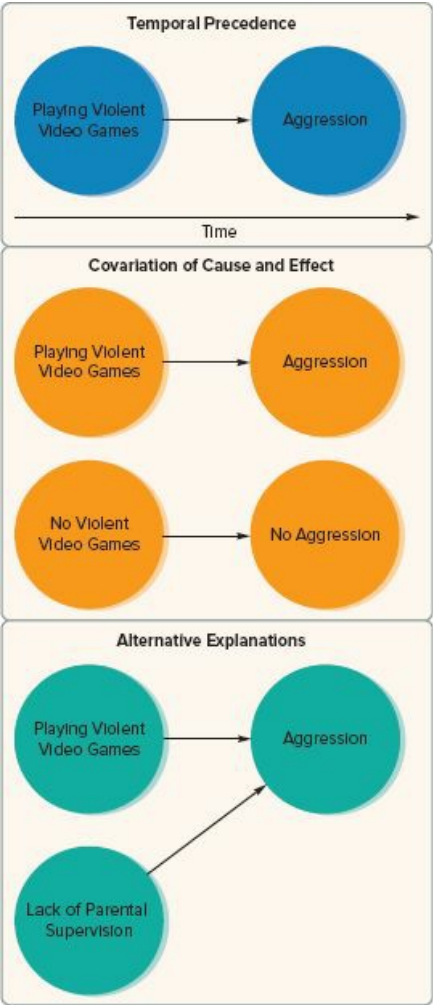 Temporal Precedence
Playing Violent
Video Games
Aggression
Time
Covariation of Cause and Effect
Playing Violent
Video Games
Aggression
No Violent
Video Games
No Aggression
Alternative Explanations
Playing Violent
Video Games
Aggression
Lack of Parental
Supervision